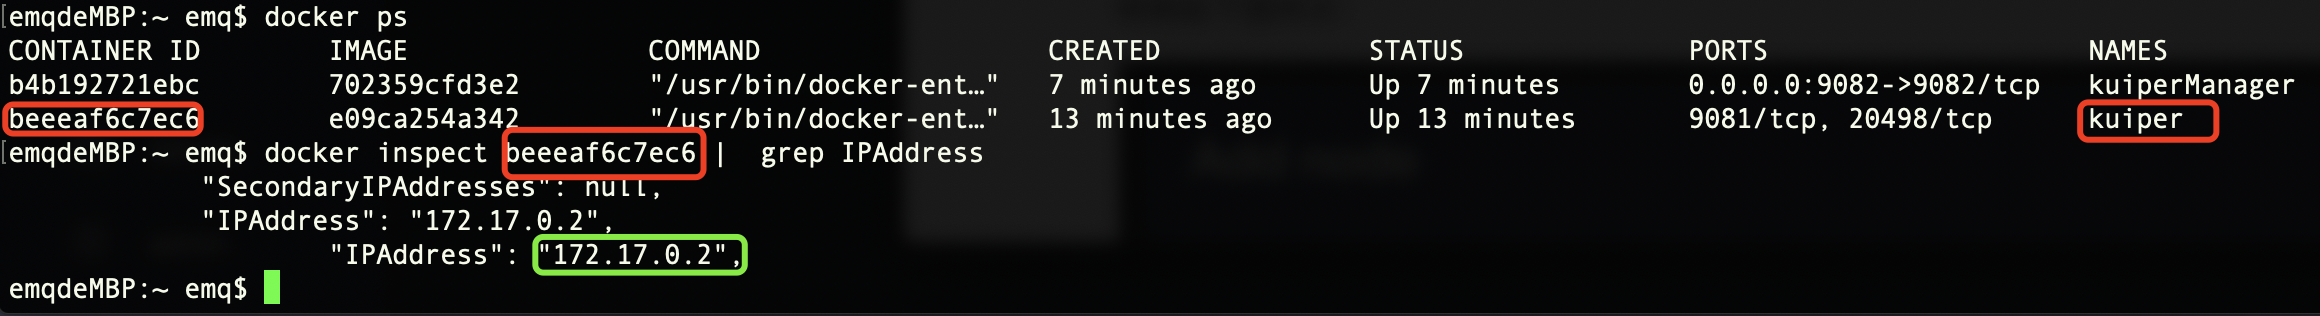 [emqdeMBP:~ emq$ docker ps
CONTAINER ID        IMAGE               COMMAND                  CREATED             STATUS              PORTS                    NAMES
b4b192721ebc        702359cfd3e2        "/usr/bin/docker-ent…"   7 minutes ago       Up 7 minutes        0.0.0.0:9082->9082/tcp   kuiperManager
beeeaf6c7ec6        e09ca254a342        "/usr/bin/docker-ent…"   13 minutes ago      Up 13 minutes       9081/tcp, 20498/tcp      kuiper
[emqdeMBP:~ emq$ docker inspect beeeaf6c7ec6 |  grep IPAddress
            "SecondaryIPAddresses": null,
            "IPAddress": "172.17.0.2",
                    "IPAddress": "172.17.0.2",
emqdeMBP:~ emq$